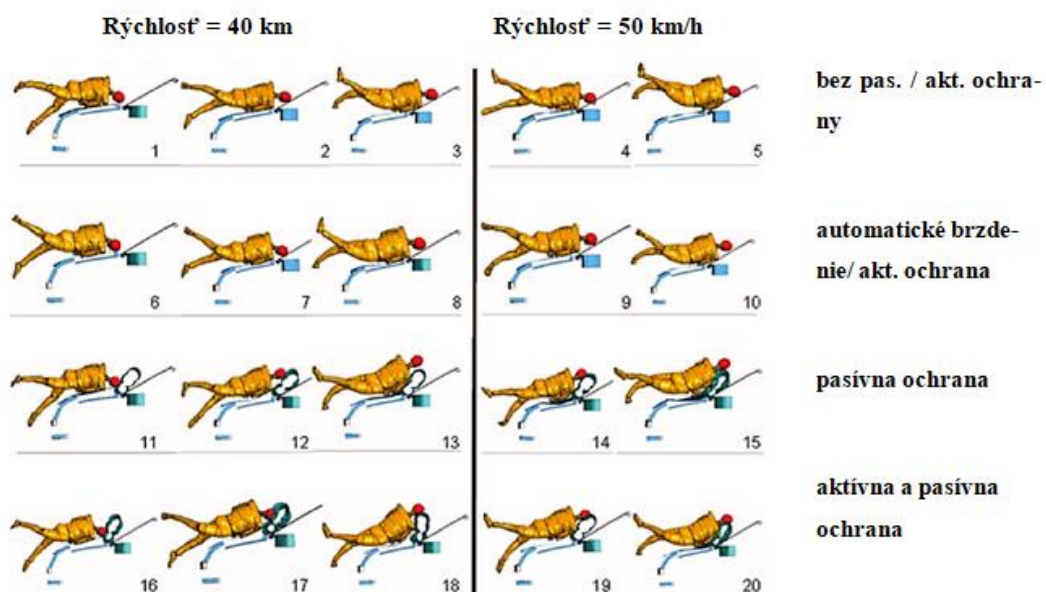 Rýchlosť = 40 km
Rýchlosť = 50 km/h
bez pas. / akt. ochra-
ny
1
2
3
4
5
automatické brzde-
nie/ akt. ochrana
6
7
8
9
10
pasívna ochrana
11
12
13
14
15
aktívna a pasívna
ochrana
16
17
18
19
20